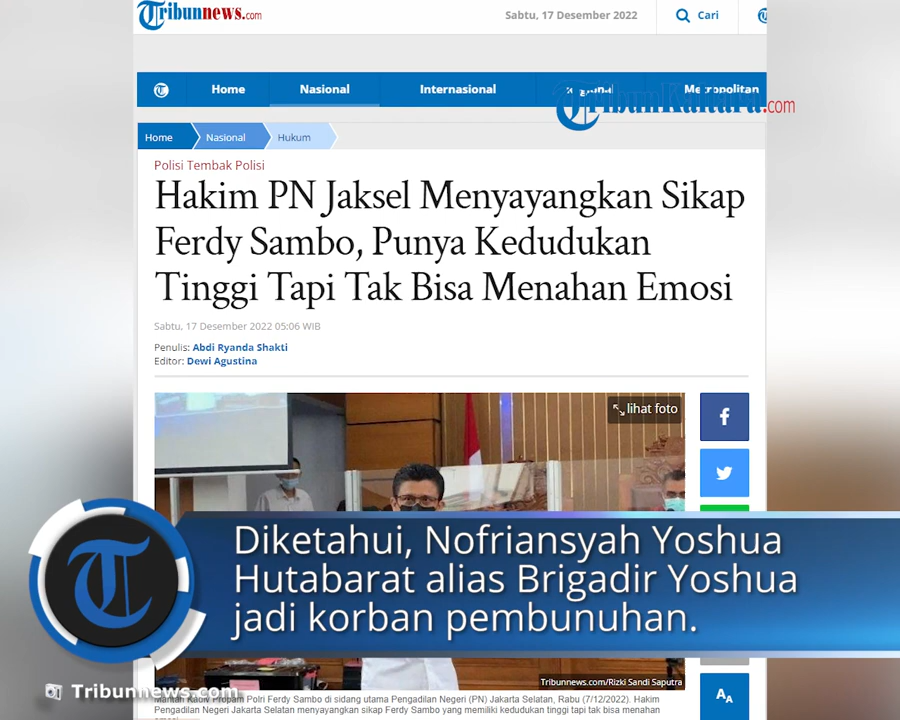 Tribunnews.com
Sabtu, 17 Desember 2022
Cari
Home
Nasional
Internasional
Metropolitan
TribunKaltara.com
Home
Nasional
Hukum
Polisi Tembak Polisi
Hakim PN Jaksel Menyayangkan Sikap
Ferdy Sambo, Punya Kedudukan
Tinggi Tapi Tak Bisa Menahan Emosi
Sabtu, 17 Desember 2022 05:06 WIB
Penulis: Abdi Ryanda Shakti
Editor: Dewi Agustina
lihat foto
f
Diketahui, Nofriansyah Yoshua
Hutabarat alias Brigadir Yoshua
jadi korban pembunuhan.
Tribunnews.com/Rizki Sandi Saputra
AA
Tribunnews.com
Mantan Kadiv Propam Polri Ferdy Sambo di sidang utama Pengadilan Negeri (PN) Jakarta Selatan, Rabu (7/12/2022). Hakim
Pengadilan Negeri Jakarta Selatan menyayangkan sikap Ferdy Sambo yang memiliki kedudukan tinggi tapi tak bisa menahan